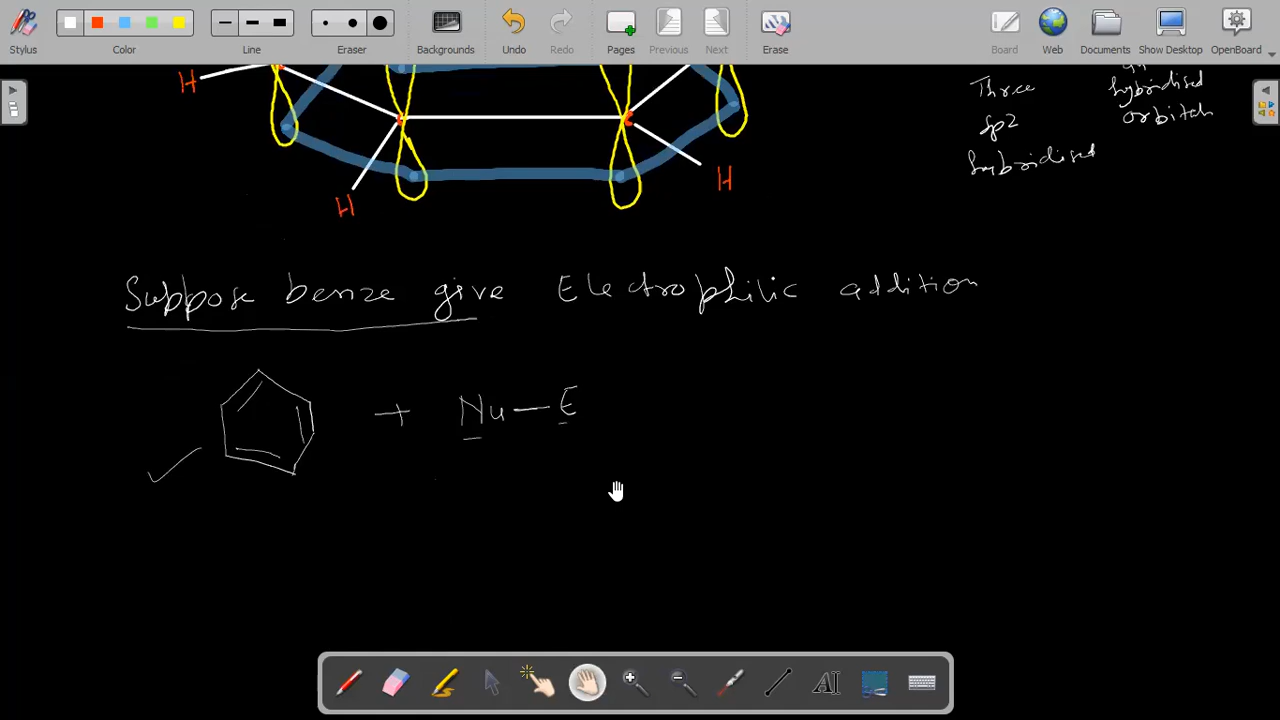 Stylus
Color
Line
Eraser
Backgrounds
Undo
Redo
Pages
Previous
Next
Erase
Board
Web
Documents
Show Desktop
OpenBoard
H
H
H
Three
sp2
hybridised
hybridised
orbitals
Suppose benze give Electrophilic addition
+ Nu—E
AI